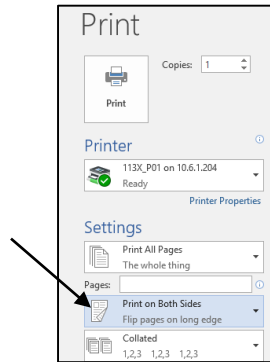 Print
Copies: 1
Print
Printer
113X_P01 on 10.6.1.204
Ready
Printer Properties
Settings
Print All Pages
The whole thing
Pages:
Print on Both Sides
Flip pages on long edge
Collated
1,2,3 1,2,3 1,2,3